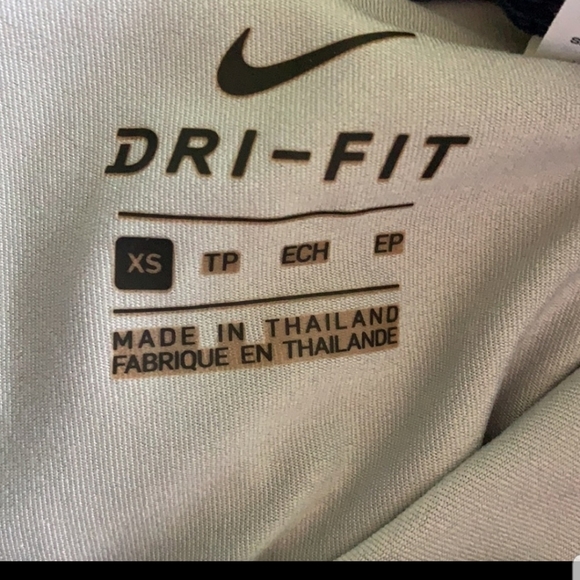 DRI-FIT
XS TP ECH EP
MADE IN THAILAND
FABRIQUE EN THAILANDE